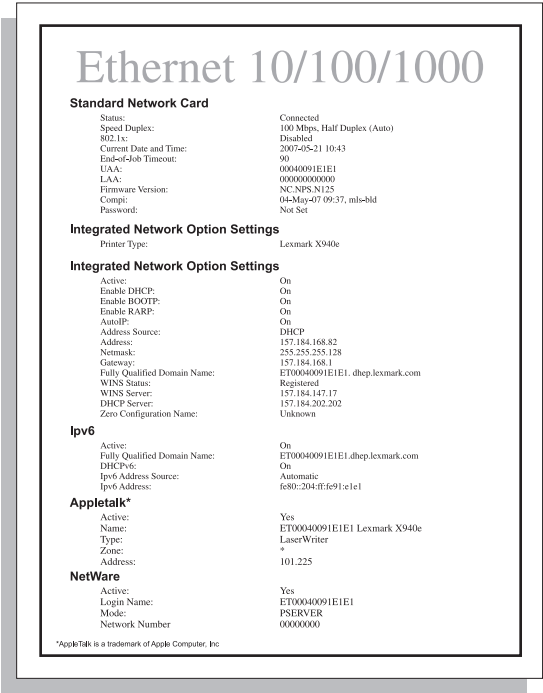 Ethernet 10/100/1000
Standard Network Card
Status: Connected
Speed Duplex: 100 Mbps, Half Duplex (Auto)
802.1x: Disabled
Current Date and Time: 2007-05-21 10:43
End-of-Job Timeout: 90
UAA: 00040091E1E1
LAA: 000000000000
Firmware Version: NC.NPS.N125
Compi: 04-May-07 09:37, mls-bld
Password: Not Set
Integrated Network Option Settings
Printer Type: Lexmark X940e
Integrated Network Option Settings
Active: On
Enable DHCP: On
Enable BOOTP: On
Enable RARP: On
AutoIP: On
Address Source: DHCP
Address: 157.184.168.82
Netmask: 255.255.255.128
Gateway: 157.184.168.1
Fully Qualified Domain Name: ET00040091E1E1. dhep.lexmark.com
WINS Status: Registered
WINS Server: 157.184.147.17
DHCP Server: 157.184.202.202
Zero Configuration Name: Unknown
Ipv6
Active: On
Fully Qualified Domain Name: ET00040091E1E1.dhep.lexmark.com
DHCPv6: On
Ipv6 Address Source: Automatic
Ipv6 Address: fe80::204:ff:fe91:e1e1
Appletalk*
Active: Yes
Name: ET00040091E1E1 Lexmark X940e
Type: LaserWriter
Zone: *
Address: 101.225
NetWare
Active: Yes
Login Name: ET00040091E1E1
Mode: PSERVER
Network Number 00000000
*AppleTalk is a trademark of Apple Computer, Inc